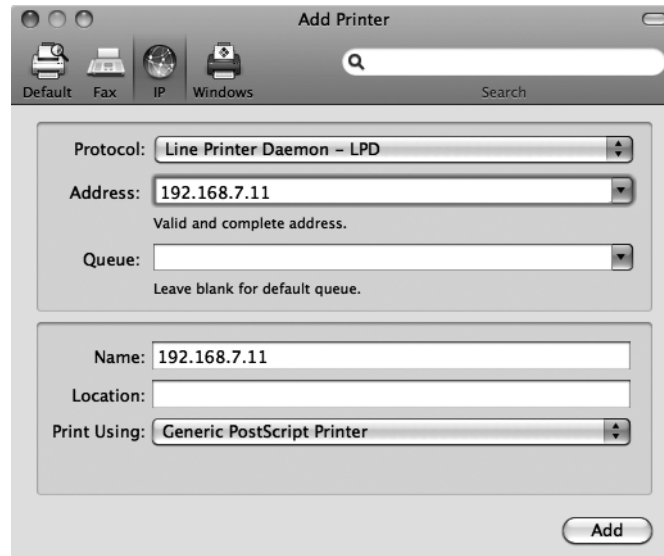 Add Printer
Default Fax IP Windows Search
Protocol: Line Printer Daemon – LPD
Address: 192.168.7.11
Valid and complete address.
Queue:
Leave blank for default queue.
Name: 192.168.7.11
Location:
Print Using: Generic PostScript Printer
Add